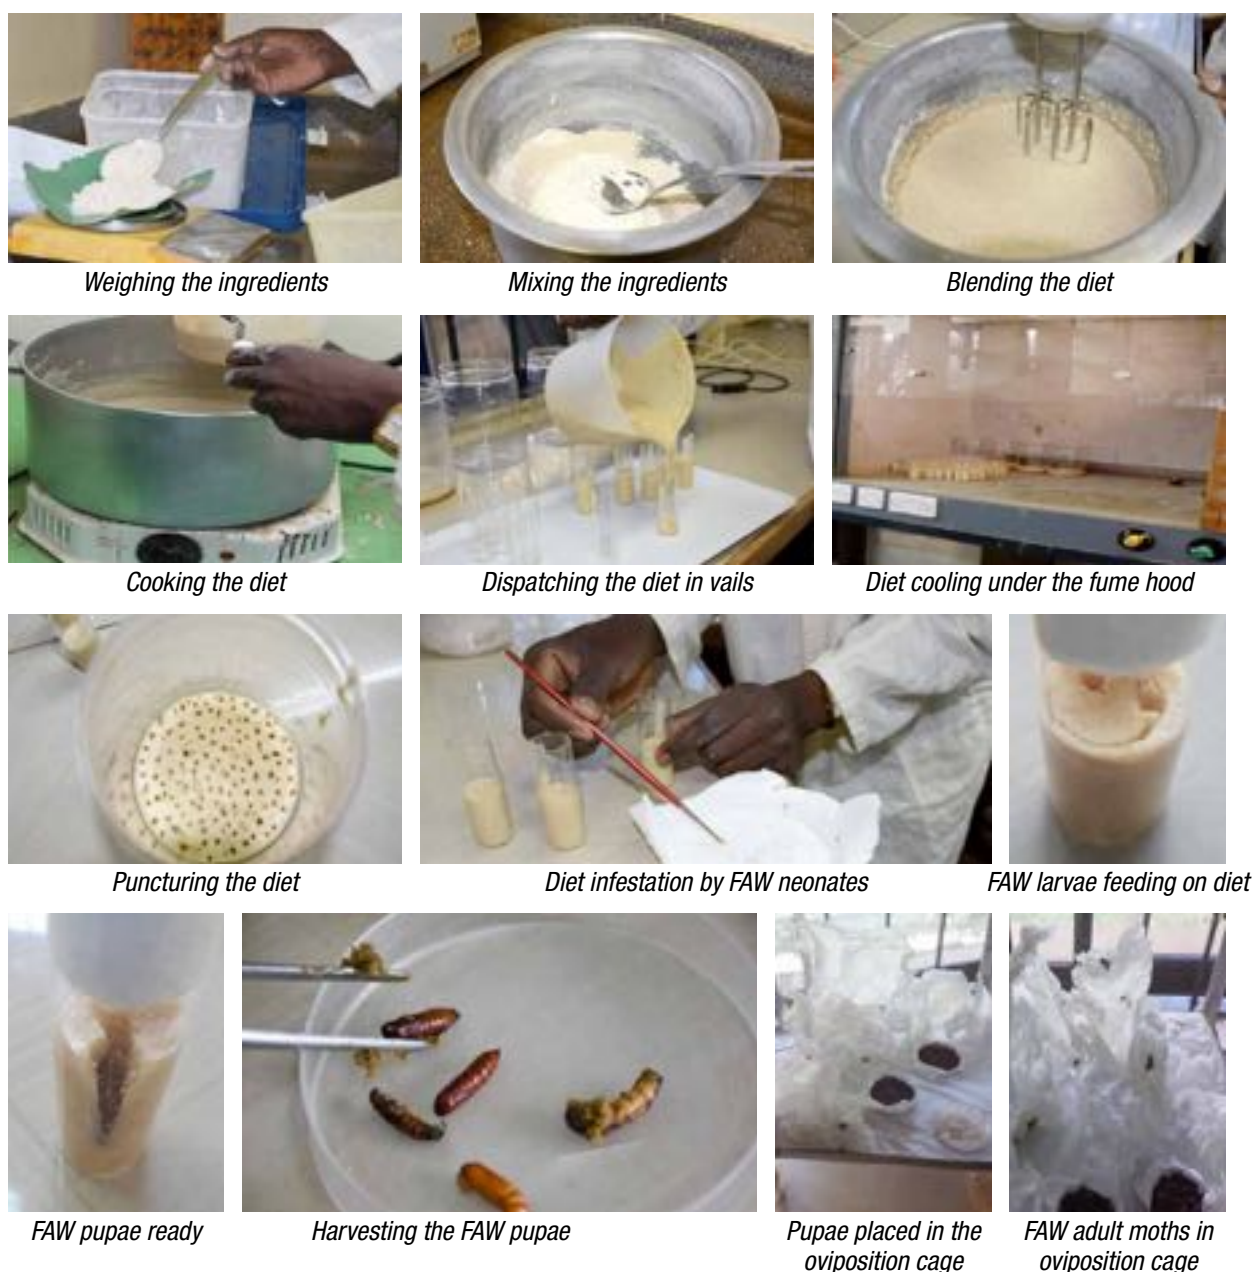 Weighing the ingredients
Mixing the ingredients
Blending the diet
Cooking the diet
Dispatching the diet in vails
Diet cooling under the fume hood
Puncturing the diet
Diet infestation by FAW neonates
FAW larvae feeding on diet
FAW pupae ready
Harvesting the FAW pupae
Pupae placed in the
oviposition cage
FAW adult moths in
oviposition cage